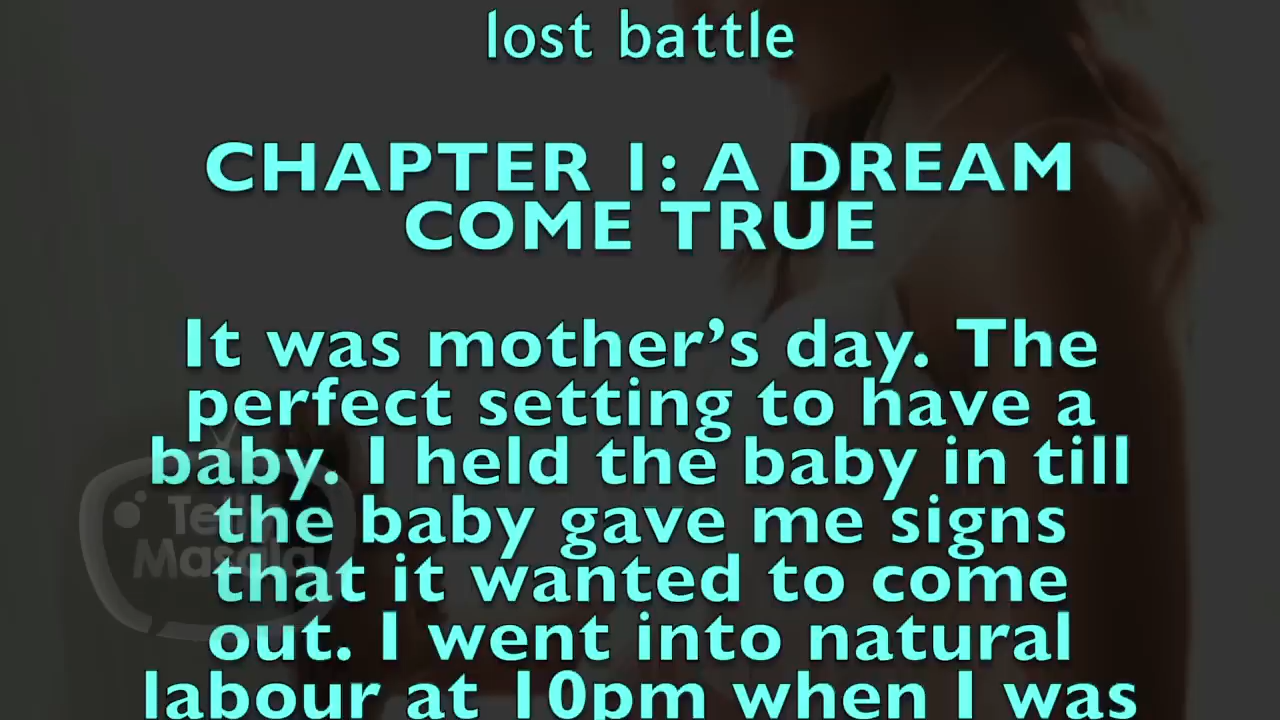 lost battle
CHAPTER 1: A DREAM
COME TRUE
It was mother’s day. The
perfect setting to have a
baby. I held the baby in till
the baby gave me signs
that it wanted to come
out. I went into natural
labour at 10pm when I was
Masala